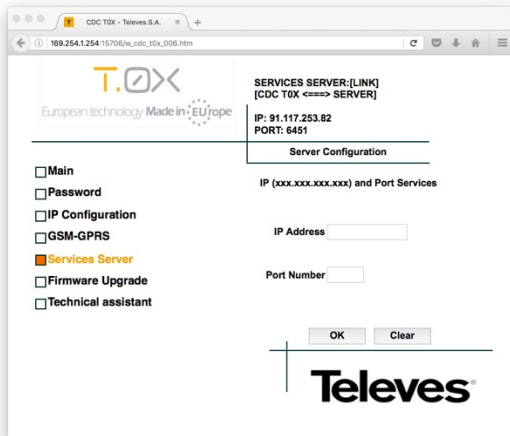 T CDC T0X - Televes.S.A.
169.254.1.254:15706/w_cdc_t0x_006.htm
T.0X
European technology Made in EUrope
SERVICES SERVER:[LINK]
[CDC T0X <===> SERVER]
IP: 91.117.253.82
PORT: 6451
Server Configuration
Main
Password
IP Configuration
GSM-GPRS
Services Server
Firmware Upgrade
Technical assistant
IP (xxx.xxx.xxx.xxx) and Port Services
IP Address
Port Number
OK Clear
Televes